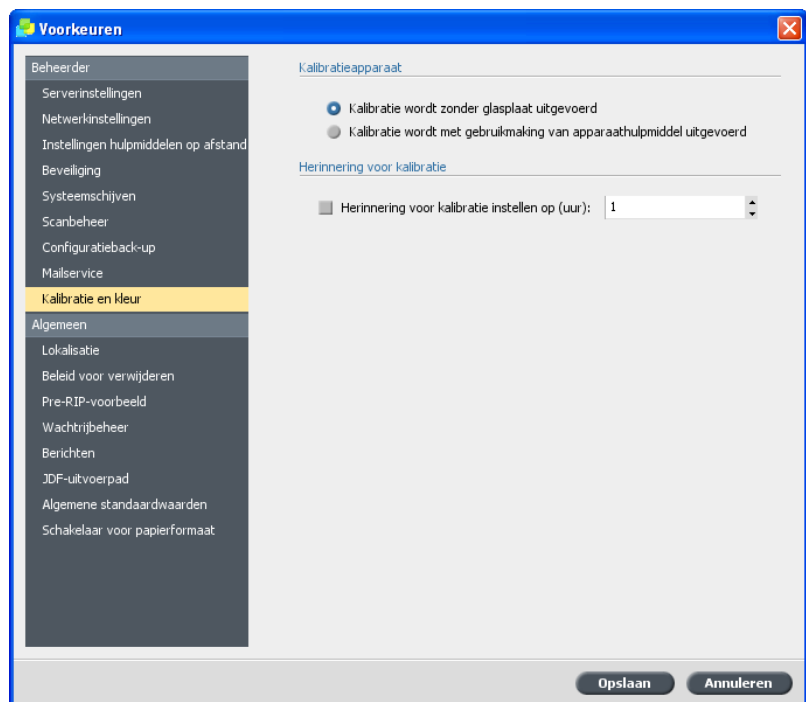 Voorkeuren
Beheerder
Serverinstellingen
Netwerkinstellingen
Instellingen hulpmiddelen op afstand
Beveiliging
Systeemschijven
Scanbeheer
Configuratieback-up
Mailservice
Kalibratie en kleur
Algemeen
Lokalisatie
Beleid voor verwijderen
Pre-RIP-voorbeeld
Wachtrijbeheer
Berichten
JDF-uitvoerpad
Algemene standaardwaarden
Schakelaar voor papierformaat
Kalibratieapparaat
Kalibratie wordt zonder glasplaat uitgevoerd
Kalibratie wordt met gebruikmaking van apparaathulpmiddel uitgevoerd
Herinnering voor kalibratie
Herinnering voor kalibratie instellen op (uur): 1
Opslaan Annuleren